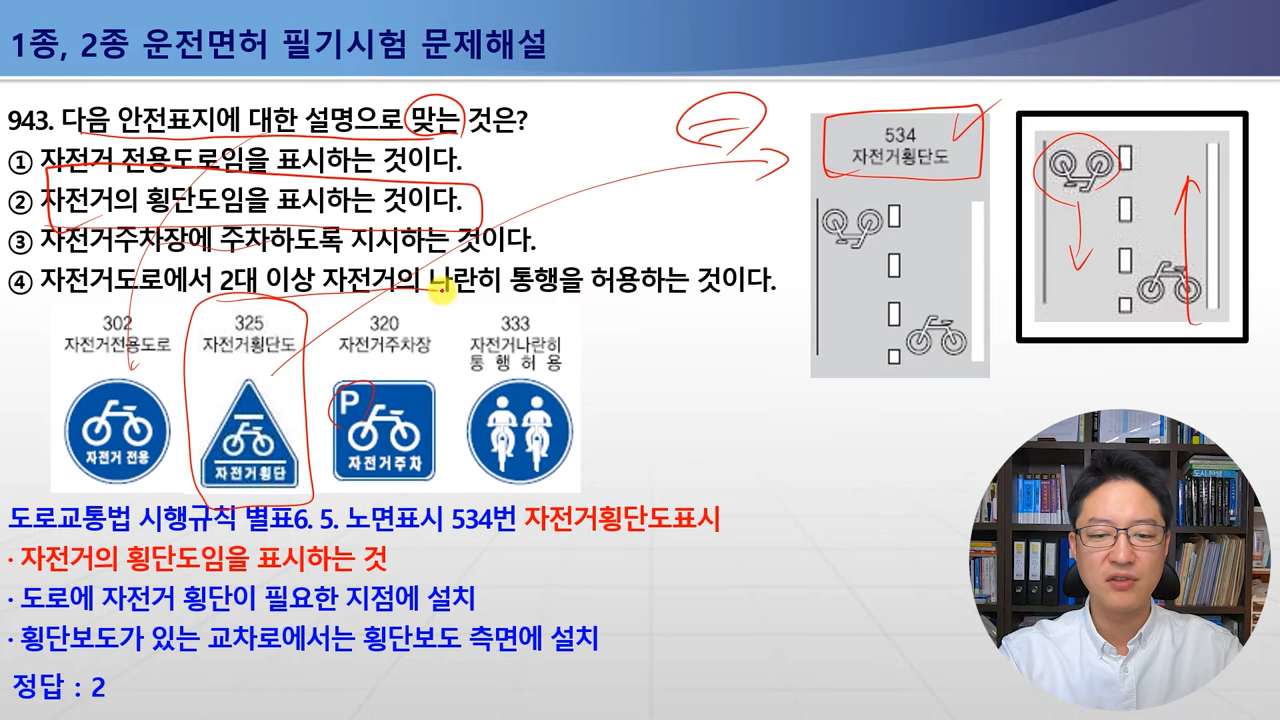 1종, 2종 운전면허 필기시험 문제해설
943. 다음 안전표지에 대한 설명으로 맞는 것은?
① 자전거 전용도로임을 표시하는 것이다.
② 자전거의 횡단도임을 표시하는 것이다.
③ 자전거주차장에 주차하도록 지시하는 것이다.
④ 자전거도로에서 2대 이상 자전거의 나란히 통행을 허용하는 것이다.
534
자전거횡단도
302
자전거전용도로
자전거 전용
325
자전거횡단도
자전거횡단
320
자전거주차장
P
자전거주차
333
자전거나란히
통 행 허 용
도로교통법 시행규칙 별표6. 5. 노면표시 534번 자전거횡단도표시
· 자전거의 횡단도임을 표시하는 것
· 도로에 자전거 횡단이 필요한 지점에 설치
· 횡단보도가 있는 교차로에서는 횡단보도 측면에 설치
정답 : 2